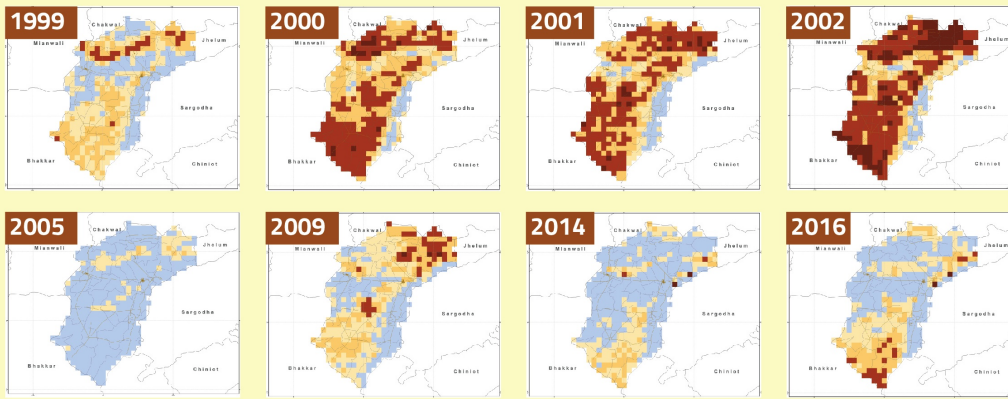 1999
Chakwal
Mianwali
Jhelum
Sargodha
Bhakkar
Chiniot
2000
Chakwal
Mianwali
Jhelum
Sargodha
Bhakkar
Chiniot
2001
Chakwal
Mianwali
Jhelum
Sargodha
Bhakkar
Chiniot
2002
Chakwal
Mianwali
Jhelum
Sargodha
Bhakkar
Chiniot
2005
Chakwal
Mianwali
Jhelum
Sargodha
Bhakkar
Chiniot
2009
Chakwal
Mianwali
Jhelum
Sargodha
Bhakkar
Chiniot
2014
Chakwal
Mianwali
Jhelum
Sargodha
Bhakkar
Chiniot
2016
Chakwal
Mianwali
Jhelum
Sargodha
Bhakkar
Chiniot